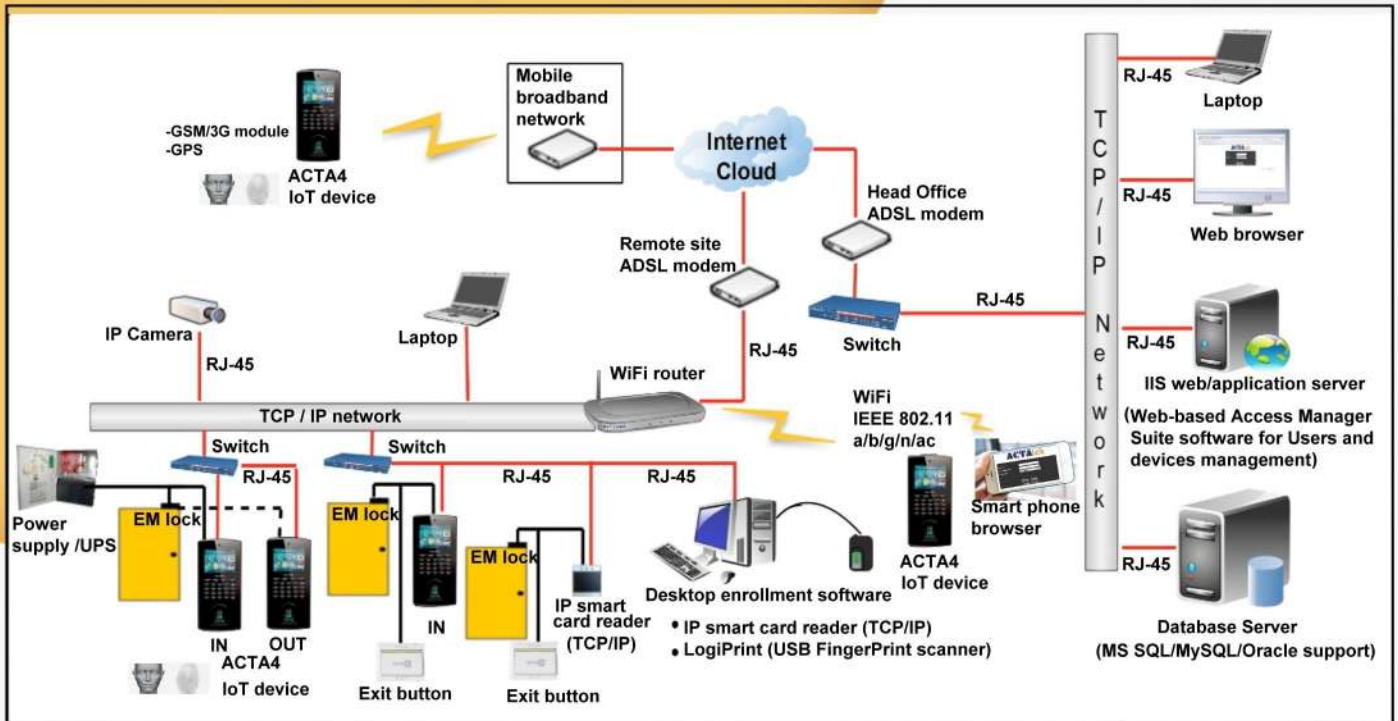 Mobile
broadband
network
-GSM/3G module
-GPS
ACTA4
IoT device
Internet
Cloud
Head Office
ADSL modem
Remote site
ADSL modem
RJ-45
Laptop
RJ-45
Web browser
TCP/IP Network
RJ-45
Switch
RJ-45
IIS web/application server
(Web-based Access Manager
Suite software for Users and
devices management)
RJ-45
Database Server
(MS SQL/MySQL/Oracle support)
IP Camera
RJ-45
Laptop
RJ-45
WiFi router
TCP / IP network
WiFi
IEEE 802.11
a/b/g/n/ac
ACTA4
IoT device
Smart phone
browser
Switch
RJ-45
Switch
RJ-45
RJ-45
Power
supply /UPS
EM lock
IN
OUT
ACTA4
IoT device
EM lock
IN
Exit button
EM lock
IP smart
card reader
(TCP/IP)
Exit button
Desktop enrollment software
• IP smart card reader (TCP/IP)
• LogiPrint (USB FingerPrint scanner)